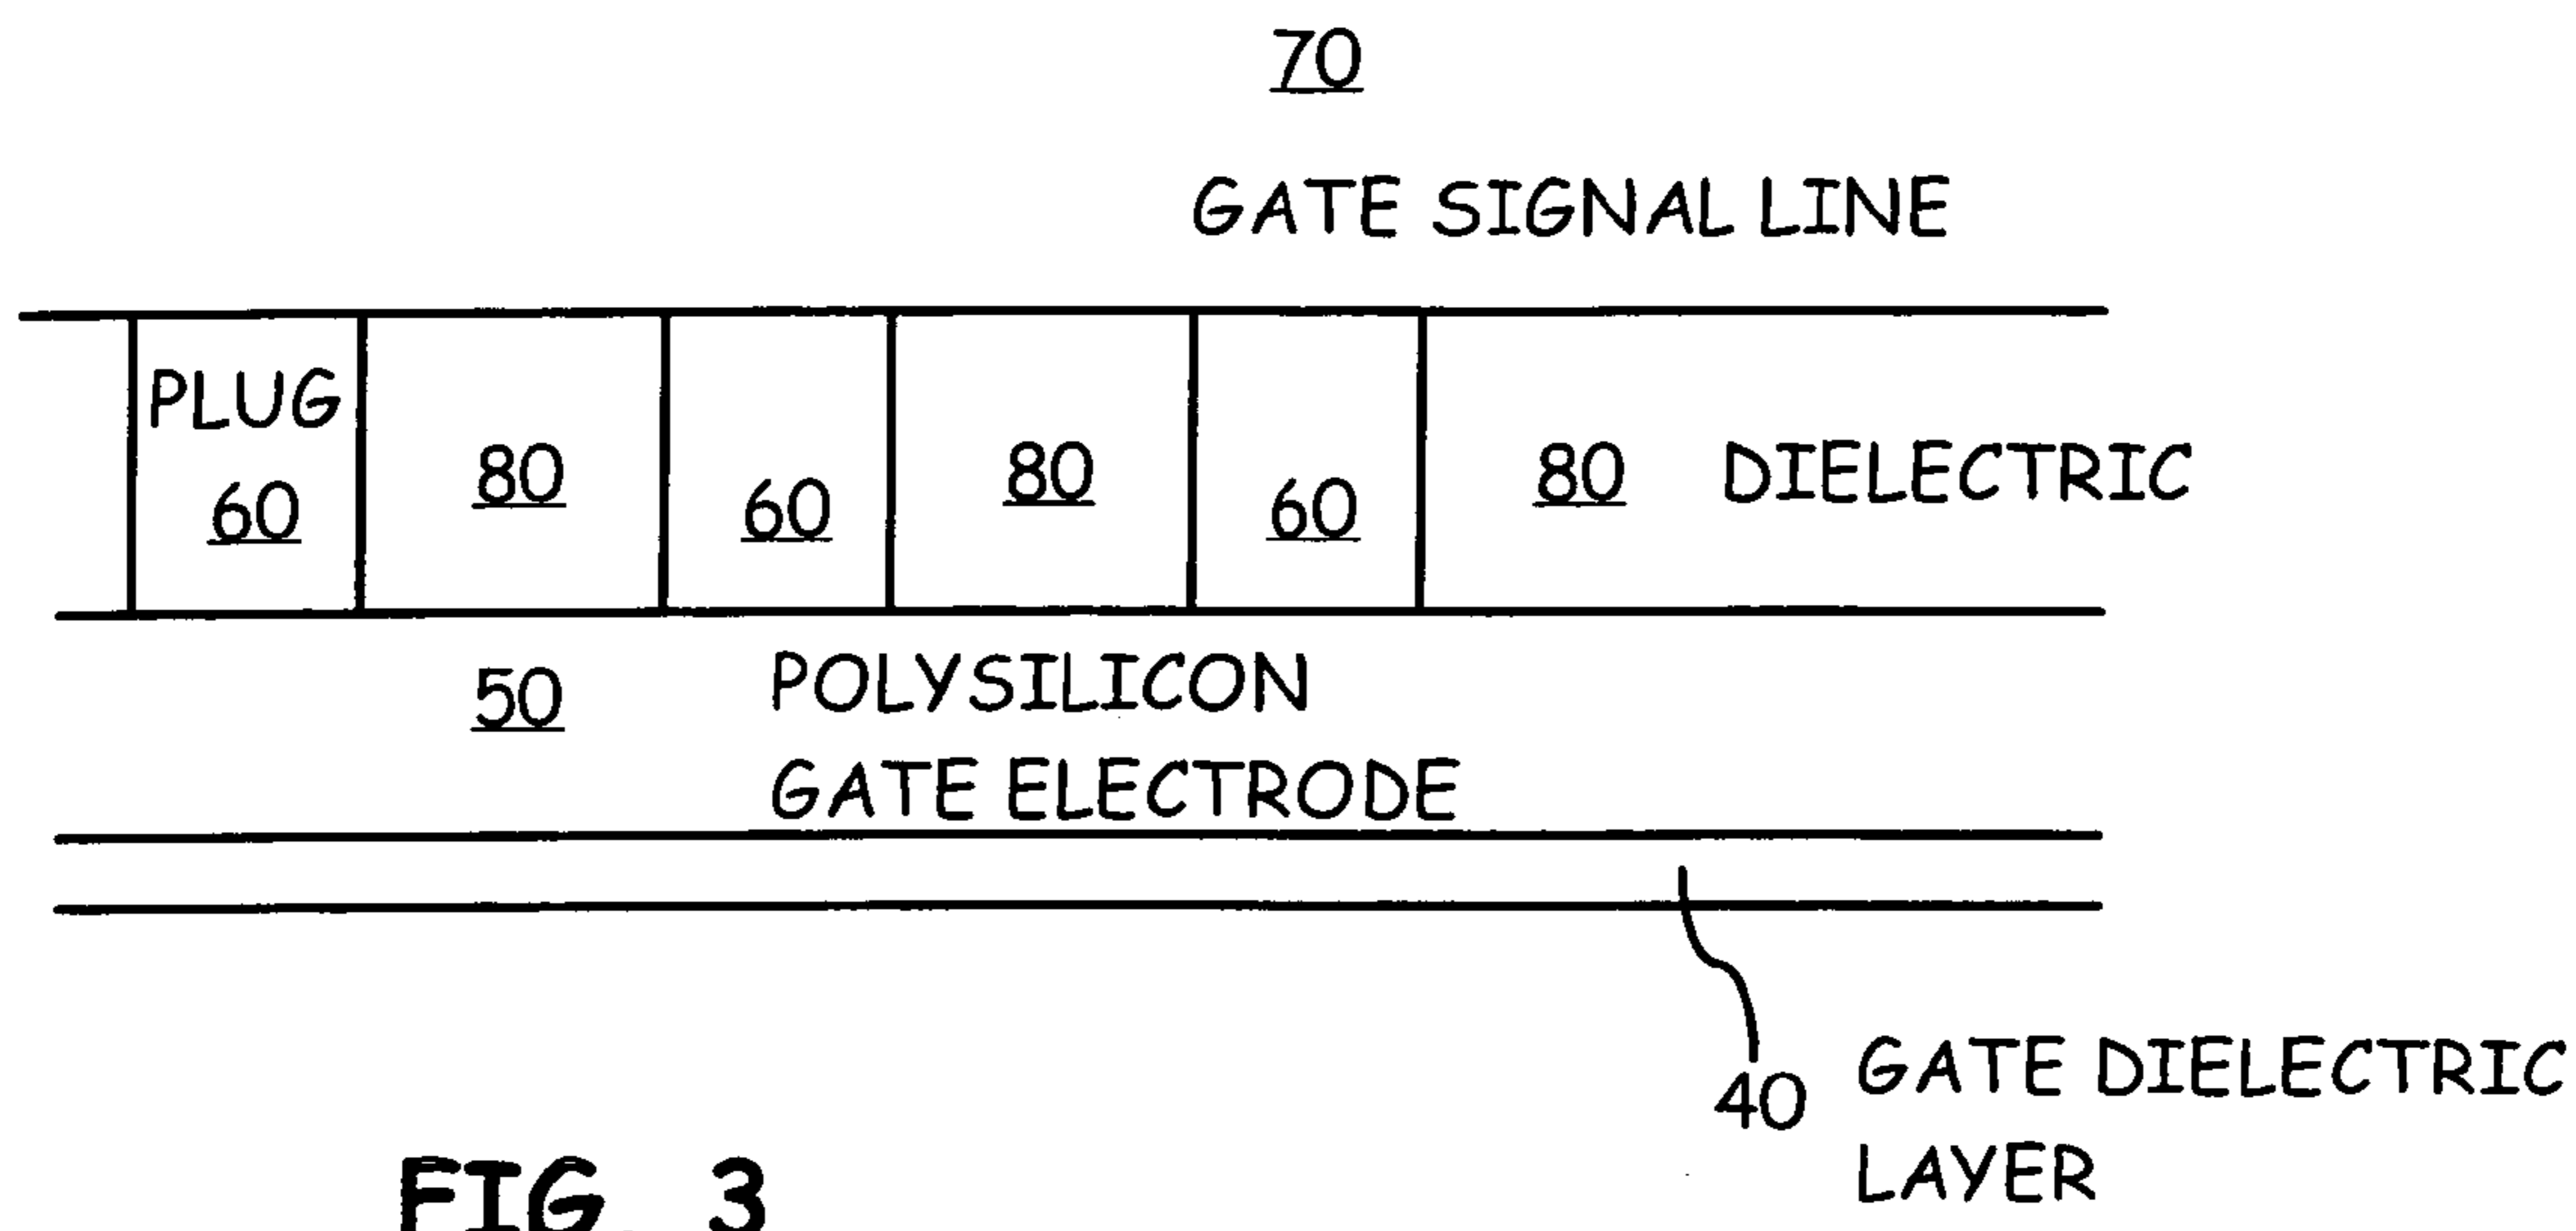 70
GATE SIGNAL LINE
PLUG
60
80
60
80
60
80 DIELECTRIC
50
POLYSILICON
GATE ELECTRODE
40
GATE DIELECTRIC
LAYER
FIG. 3